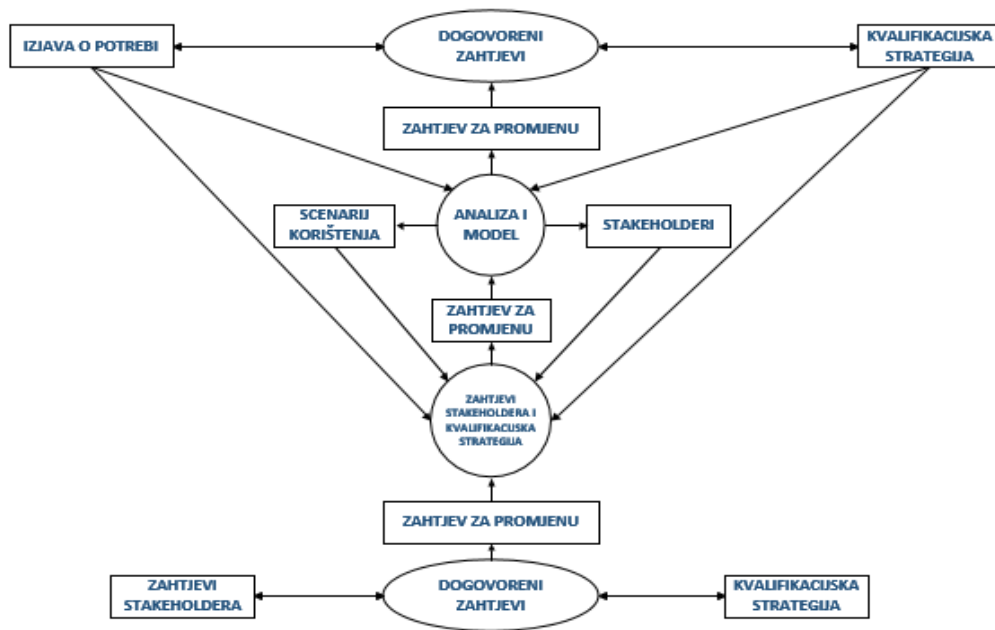 IZJAVA O POTREBI
DOGOVORENI
ZAHTJEVI
KVALIFIKACIJSKA
STRATEGIJA
ZAHTJEV ZA PROMJENU
SCENARIJ
KORIŠTENJA
ANALIZA I
MODEL
STAKEHOLDERI
ZAHTJEV ZA
PROMJENU
ZAHTJEVI
STAKEHOLDERA I
KVALIFIKACIJSKA
STRATEGIJA
ZAHTJEV ZA PROMJENU
ZAHTJEVI
STAKEHOLDERA
DOGOVORENI
ZAHTJEVI
KVALIFIKACIJSKA
STRATEGIJA